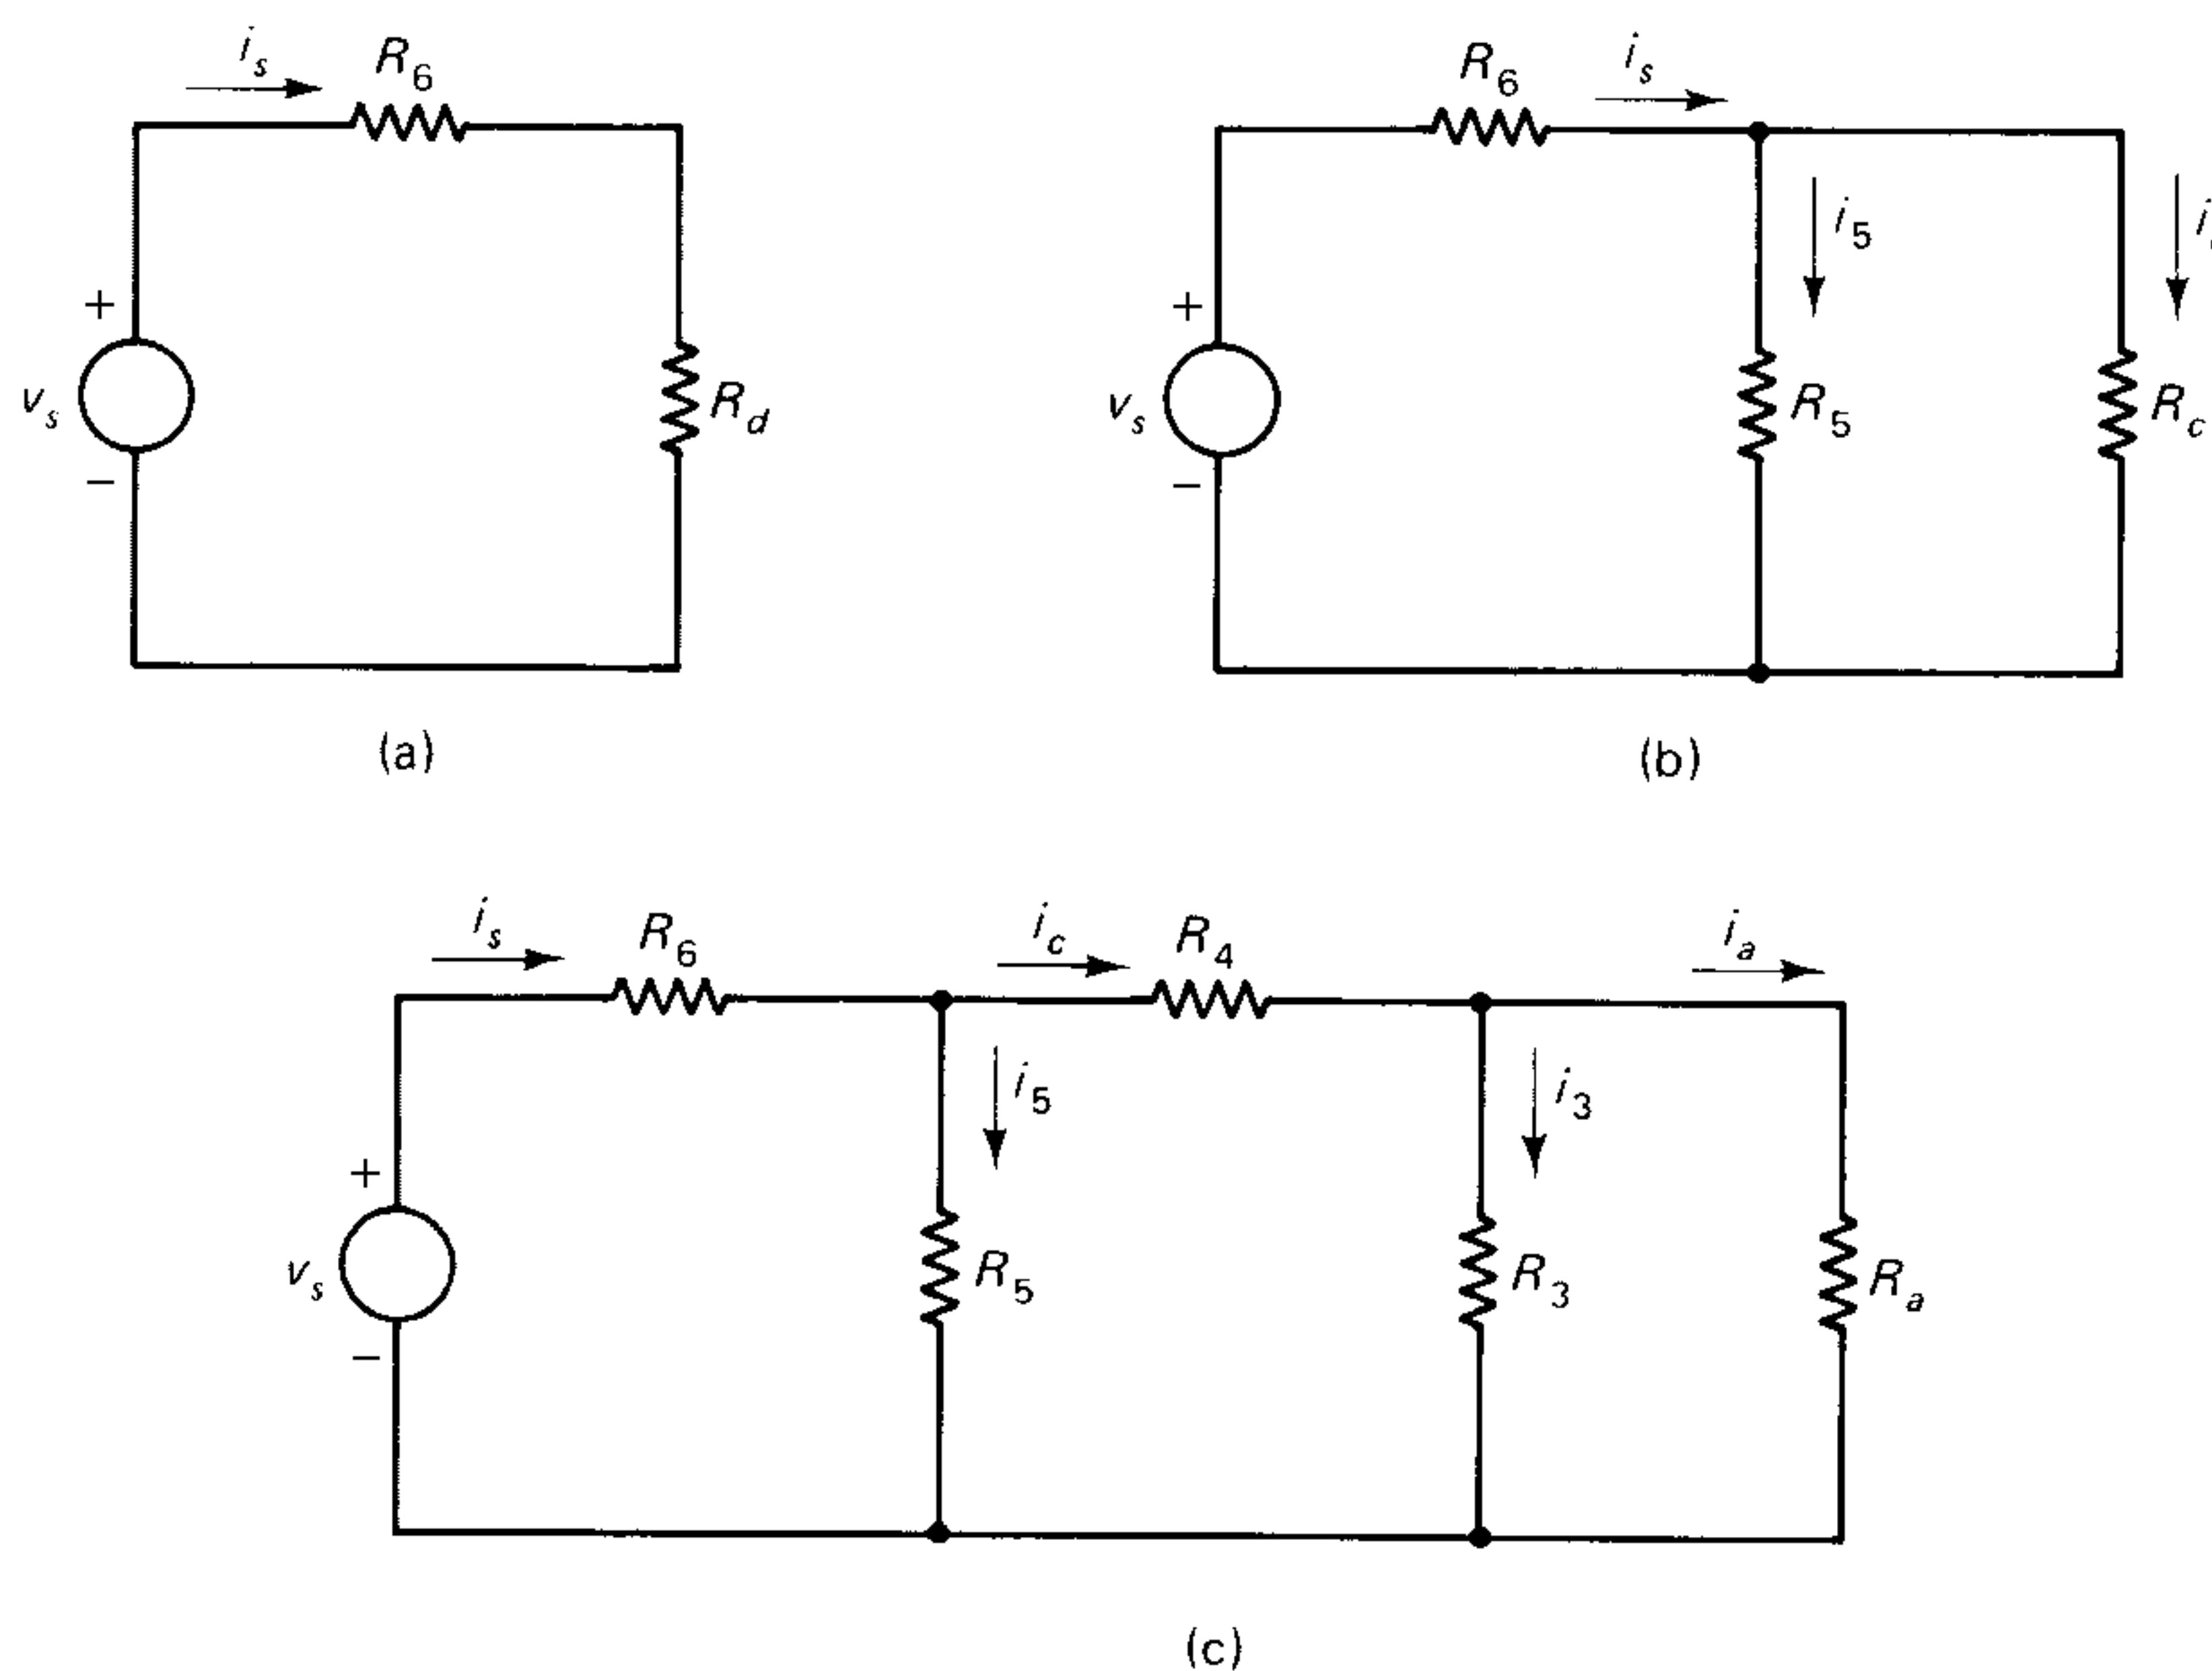 i_s R_6
+
v_s
−
R_d
(a)
R_6 i_s
i_5
+
v_s
−
R_5
R_c
(b)
i_s R_6 i_c R_4 i_a
i_5 i_3
+
v_s
−
R_5 R_3 R_a
(c)